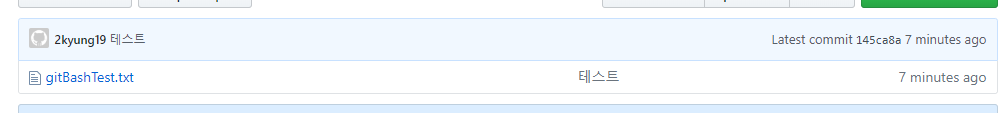 2kyung19 테스트 Latest commit 145ca8a 7 minutes ago
gitBashTest.txt 테스트 7 minutes ago